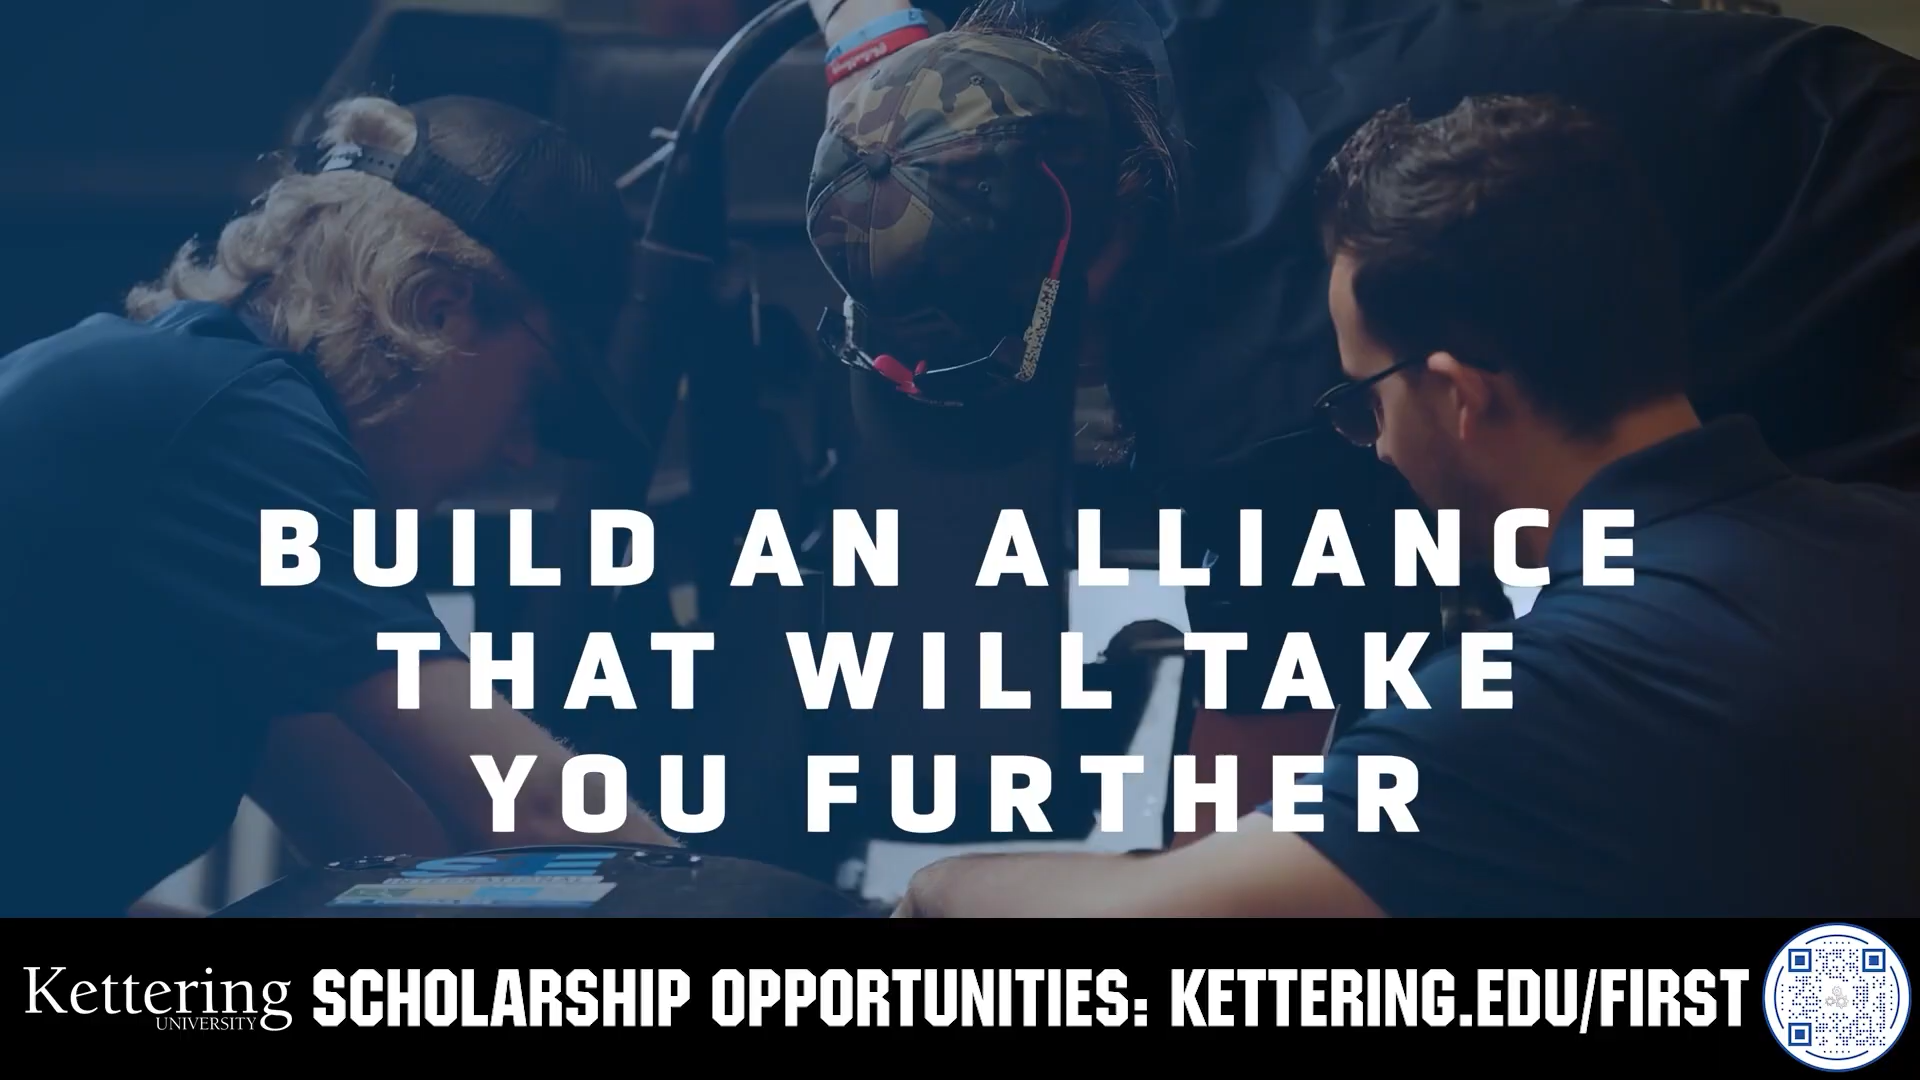 BUILD AN ALLIANCE
THAT WILL TAKE
YOU FURTHER
Kettering
UNIVERSITY
SCHOLARSHIP OPPORTUNITIES: KETTERING.EDU/FIRST